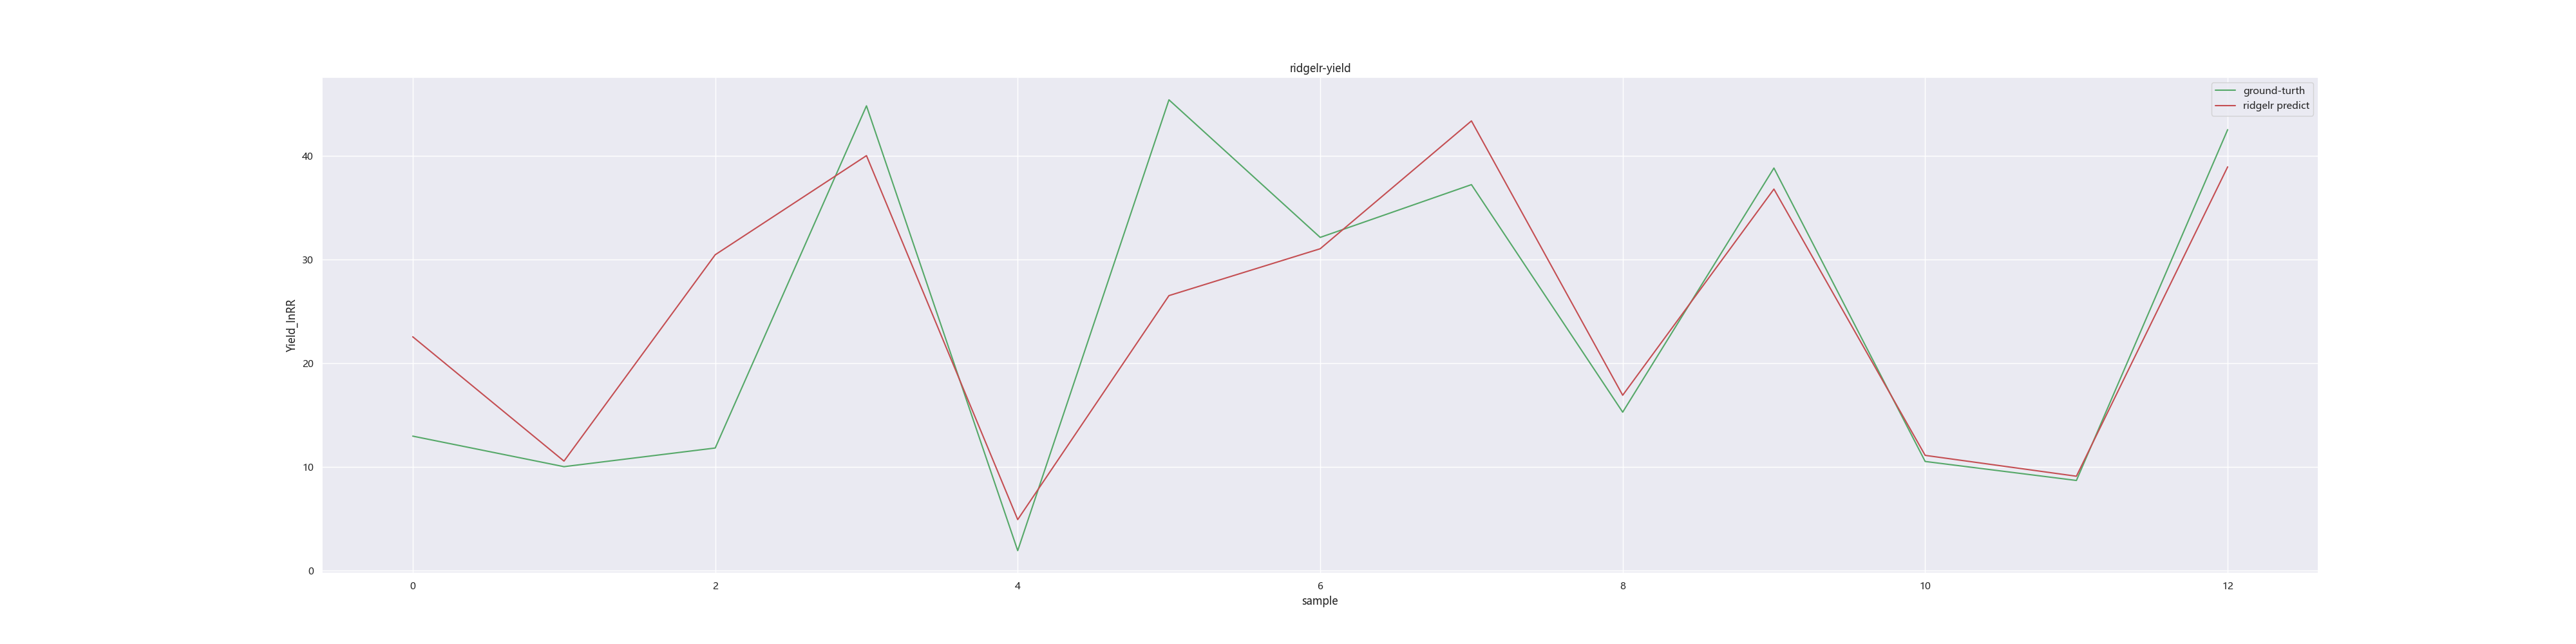 ridgelr-yield
ground-turth
ridgelr predict
Yield_lnRR
40
30
20
10
0
0 2 4 6 8 10 12
sample